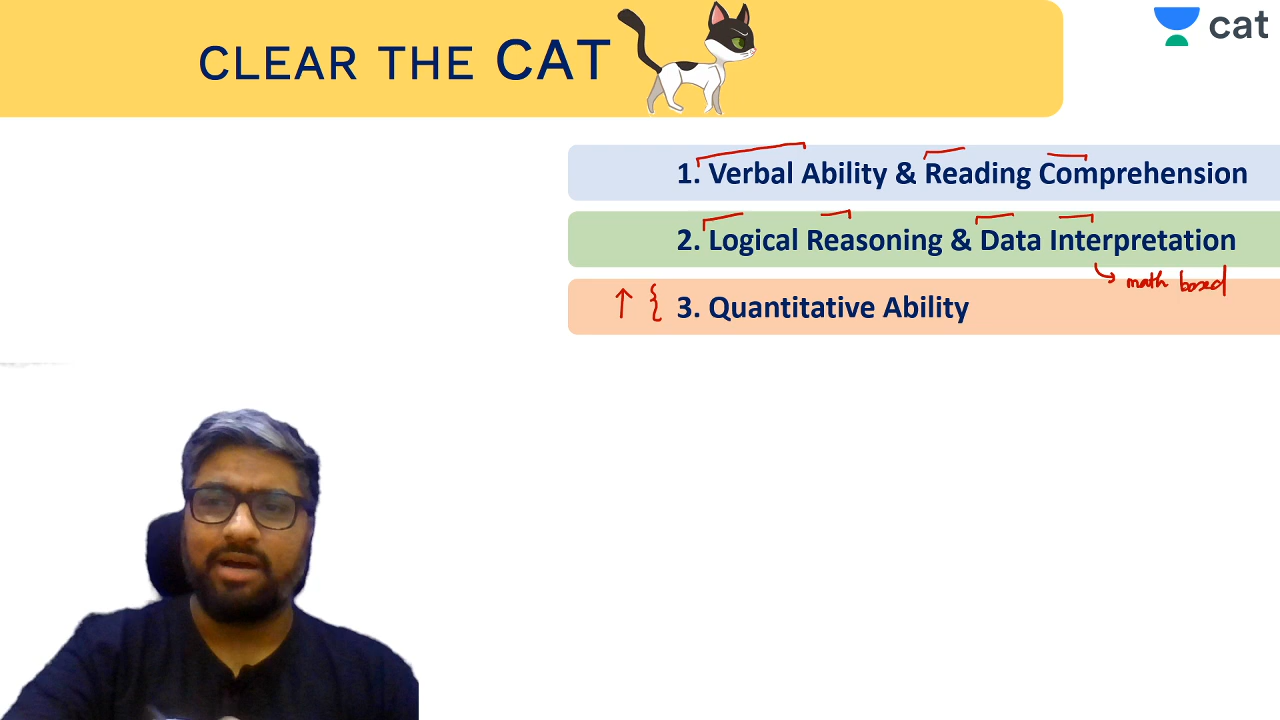 CLEAR THE CAT
cat
1. Verbal Ability & Reading Comprehension
2. Logical Reasoning & Data Interpretation
math based
3. Quantitative Ability